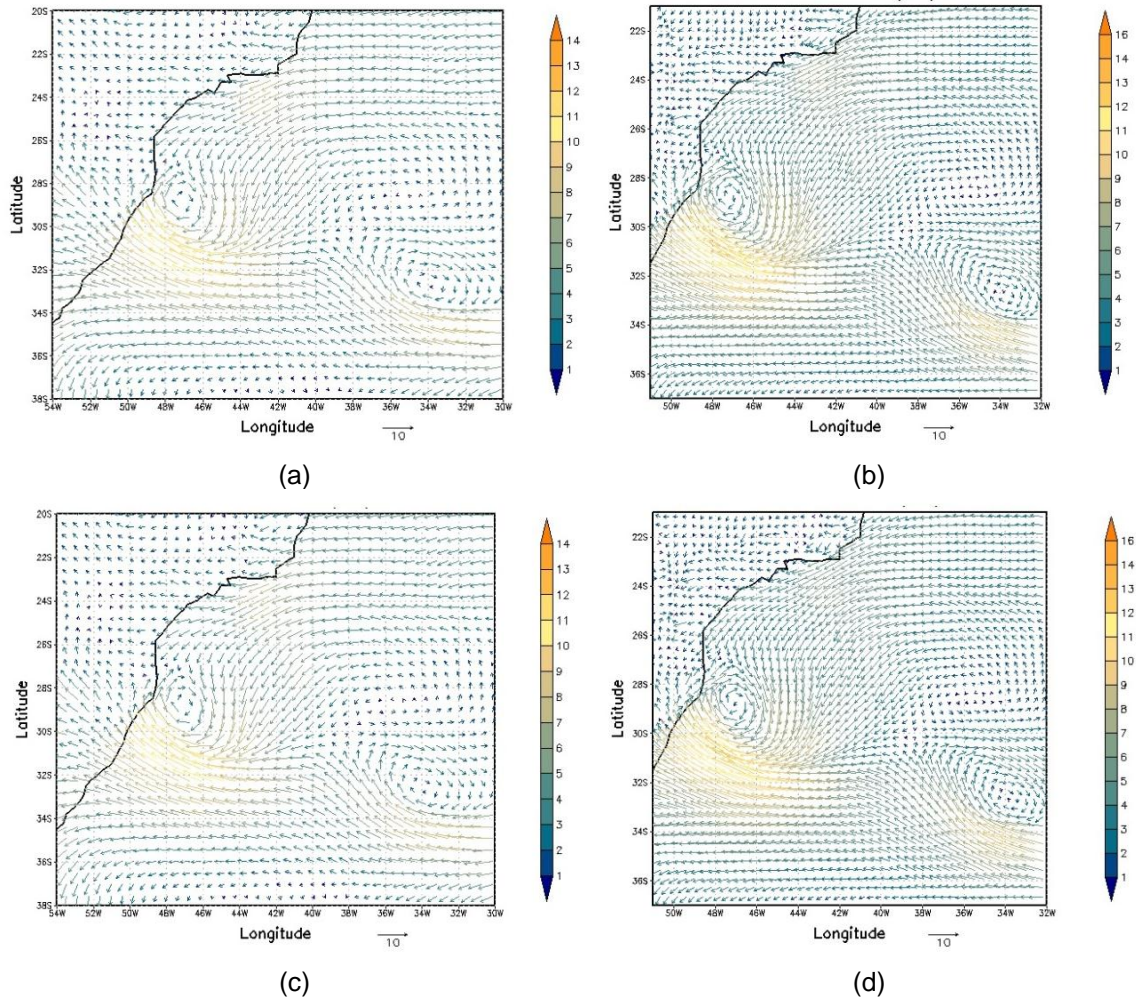 20S
22S
24S
26S
28S
30S
32S
34S
36S
38S
Latitude
54W 52W 50W 48W 46W 44W 42W 40W 38W 36W 34W 32W 30W
Longitude
10
14
13
12
11
10
9
8
7
6
5
4
3
2
1
(a)
22S
24S
26S
28S
30S
32S
34S
36S
Latitude
50W 48W 46W 44W 42W 40W 38W 36W 34W 32W
Longitude
10
16
14
13
12
11
10
9
8
7
6
5
4
3
2
1
(b)
20S
22S
24S
26S
28S
30S
32S
34S
36S
38S
Latitude
54W 52W 50W 48W 46W 44W 42W 40W 38W 36W 34W 32W 30W
Longitude
10
14
13
12
11
10
9
8
7
6
5
4
3
2
1
(c)
22S
24S
26S
28S
30S
32S
34S
36S
Latitude
50W 48W 46W 44W 42W 40W 38W 36W 34W 32W
Longitude
10
16
14
13
12
11
10
9
8
7
6
5
4
3
2
1
(d)